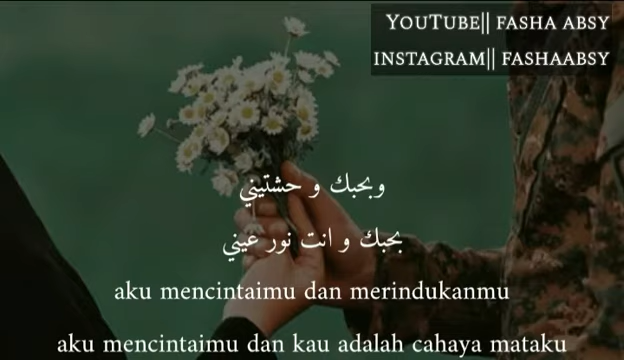 YouTube|| fasha absy
instagram|| fashaabsy
وبحبك و حشتيني
بحبك و انت نور عيني
aku mencintaimu dan merindukanmu
aku mencintaimu dan kau adalah cahaya mataku